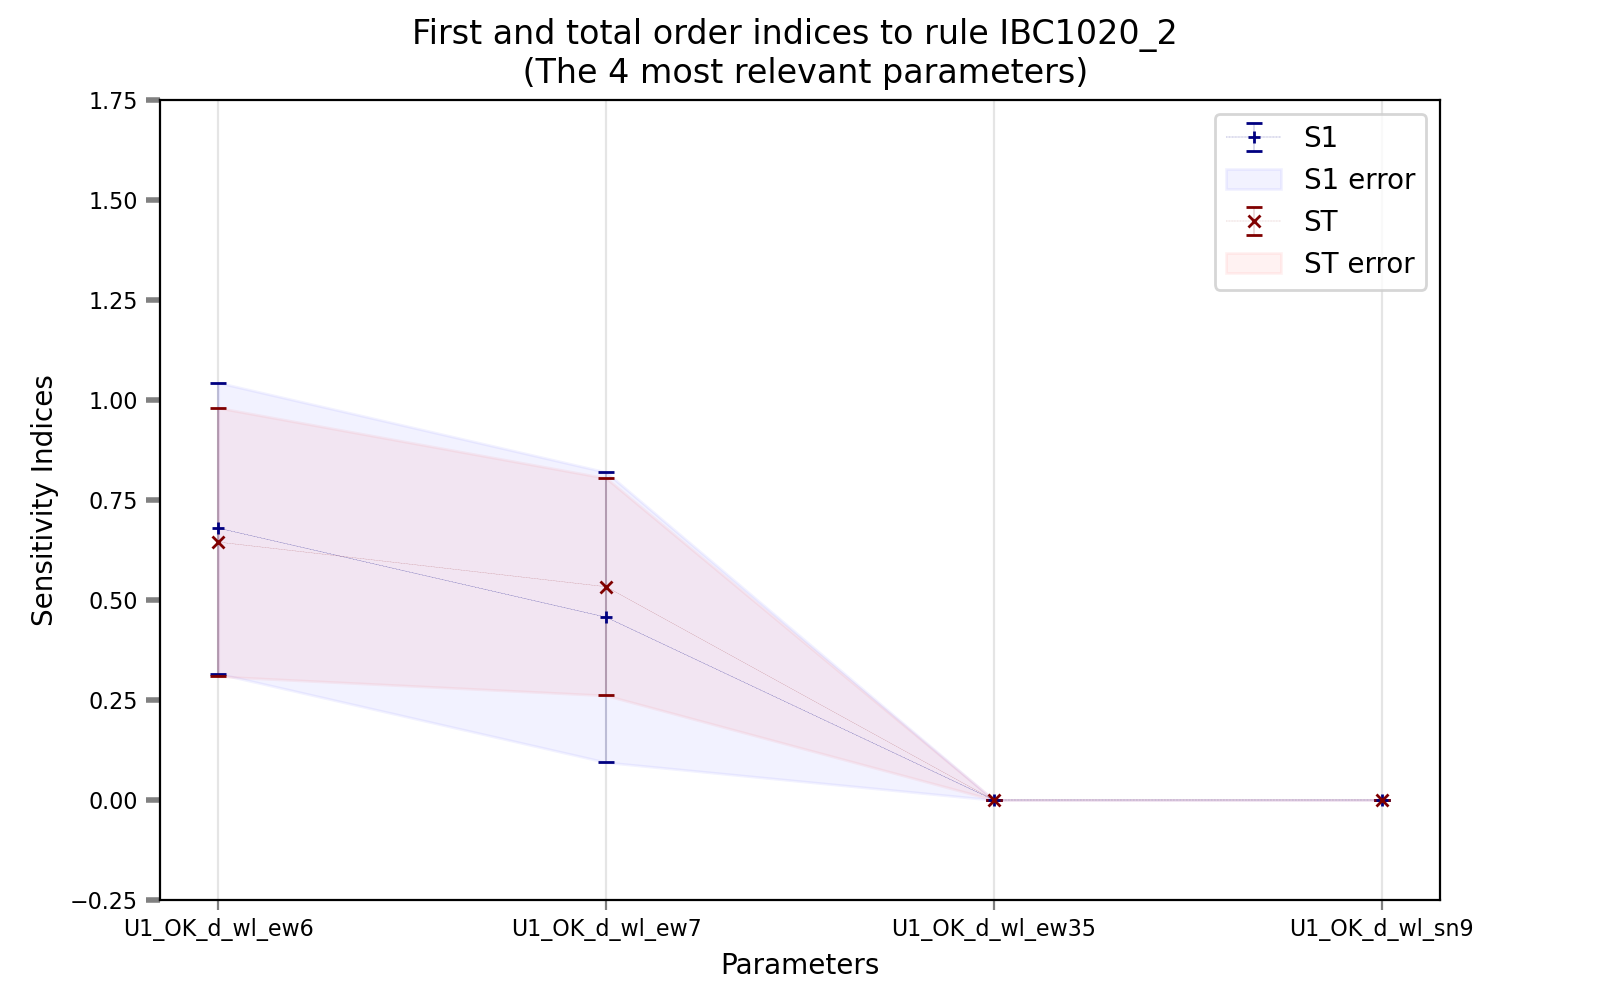 First and total order indices to rule IBC1020_2
(The 4 most relevant parameters)
1.75
1.50
1.25
1.00
0.75
0.50
0.25
0.00
−0.25
Sensitivity Indices
S1
S1 error
ST
ST error
U1_OK_d_wl_ew6
U1_OK_d_wl_ew7
U1_OK_d_wl_ew35
U1_OK_d_wl_sn9
Parameters